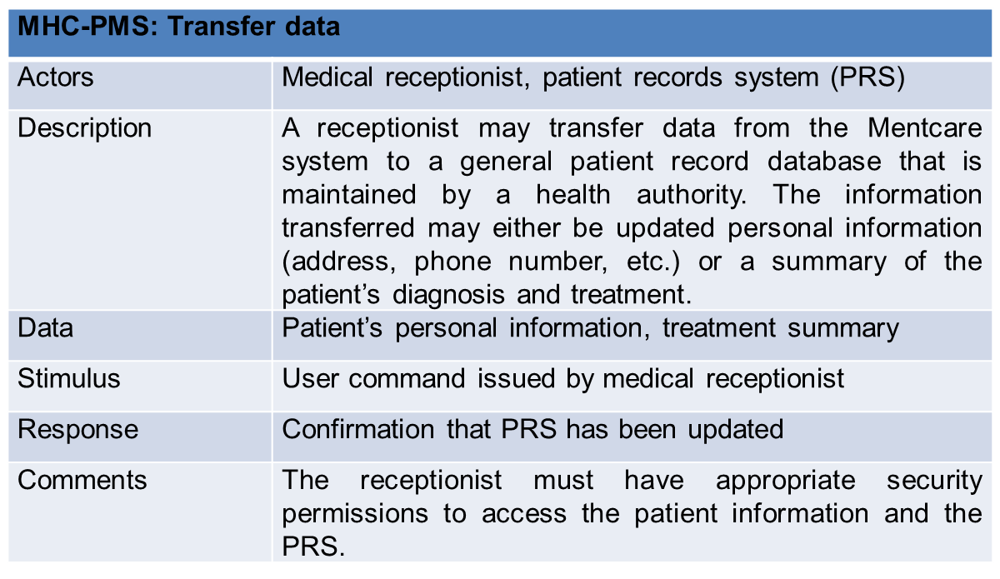 MHC-PMS: Transfer data
Actors
Medical receptionist, patient records system (PRS)
Description
A receptionist may transfer data from the Mentcare
system to a general patient record database that is
maintained by a health authority. The information
transferred may either be updated personal information
(address, phone number, etc.) or a summary of the
patient’s diagnosis and treatment.
Data
Patient’s personal information, treatment summary
Stimulus
User command issued by medical receptionist
Response
Confirmation that PRS has been updated
Comments
The receptionist must have appropriate security
permissions to access the patient information and the
PRS.